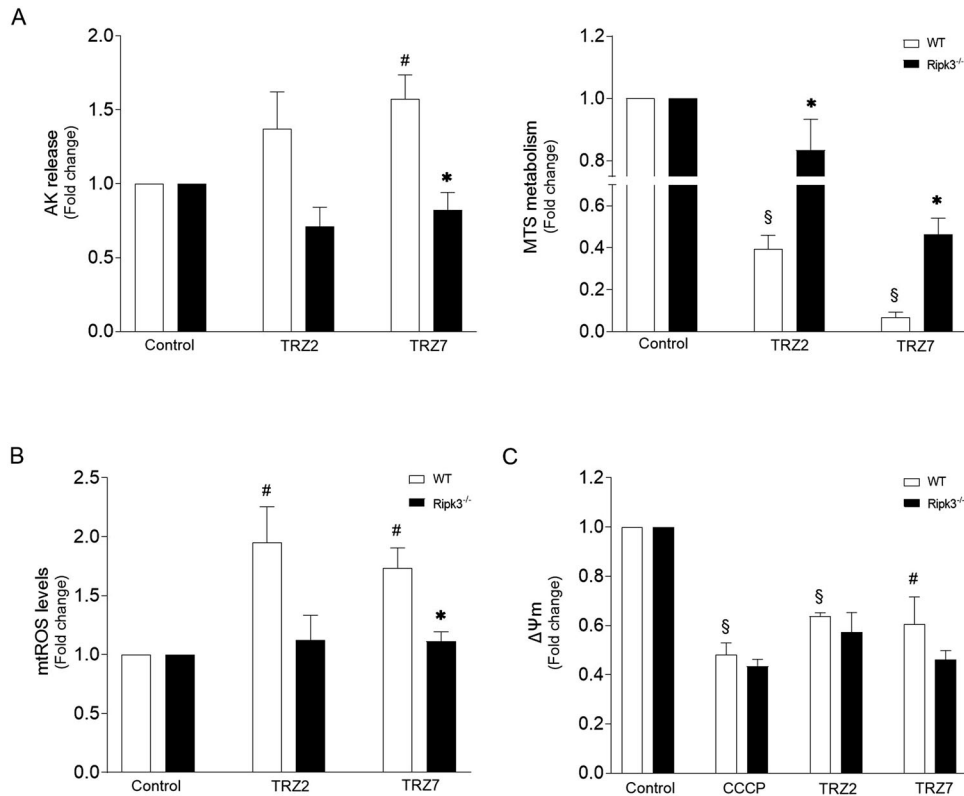 A
AK release
(Fold change)
2.0
1.5
1.0
0.5
0.0
#
*
Control
TRZ2
TRZ7
MTS metabolism
(Fold change)
1.2
1.0
0.8
0.6
0.4
0.2
0.0
WT
Ripk3-/-
§
*
§
*
Control
TRZ2
TRZ7
B
mtROS levels
(Fold change)
2.5
2.0
1.5
1.0
0.5
0.0
WT
Ripk3-/-
#
#
*
Control
TRZ2
TRZ7
C
ΔΨm
(Fold change)
1.2
1.0
0.8
0.6
0.4
0.2
0.0
WT
Ripk3-/-
§
§
#
Control
CCCP
TRZ2
TRZ7